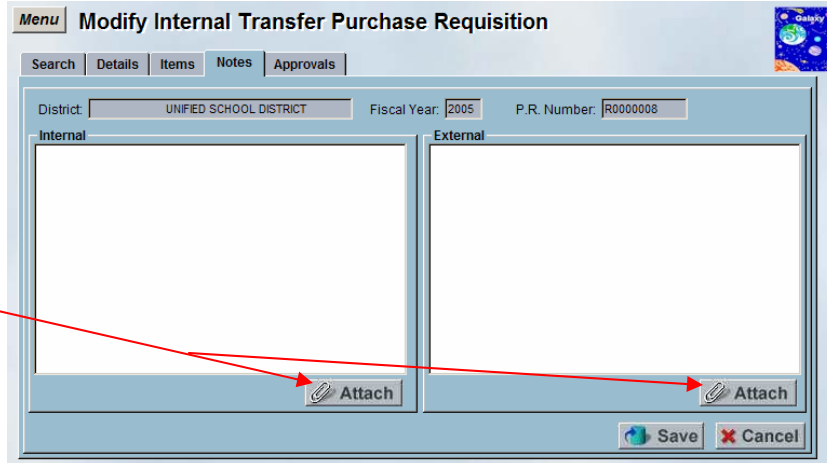 Menu Modify Internal Transfer Purchase Requisition
Galaxy
Search Details Items Notes Approvals
District: UNIFIED SCHOOL DISTRICT Fiscal Year: 2005 P.R. Number: R0000008
Internal External
Attach Attach
Save Cancel